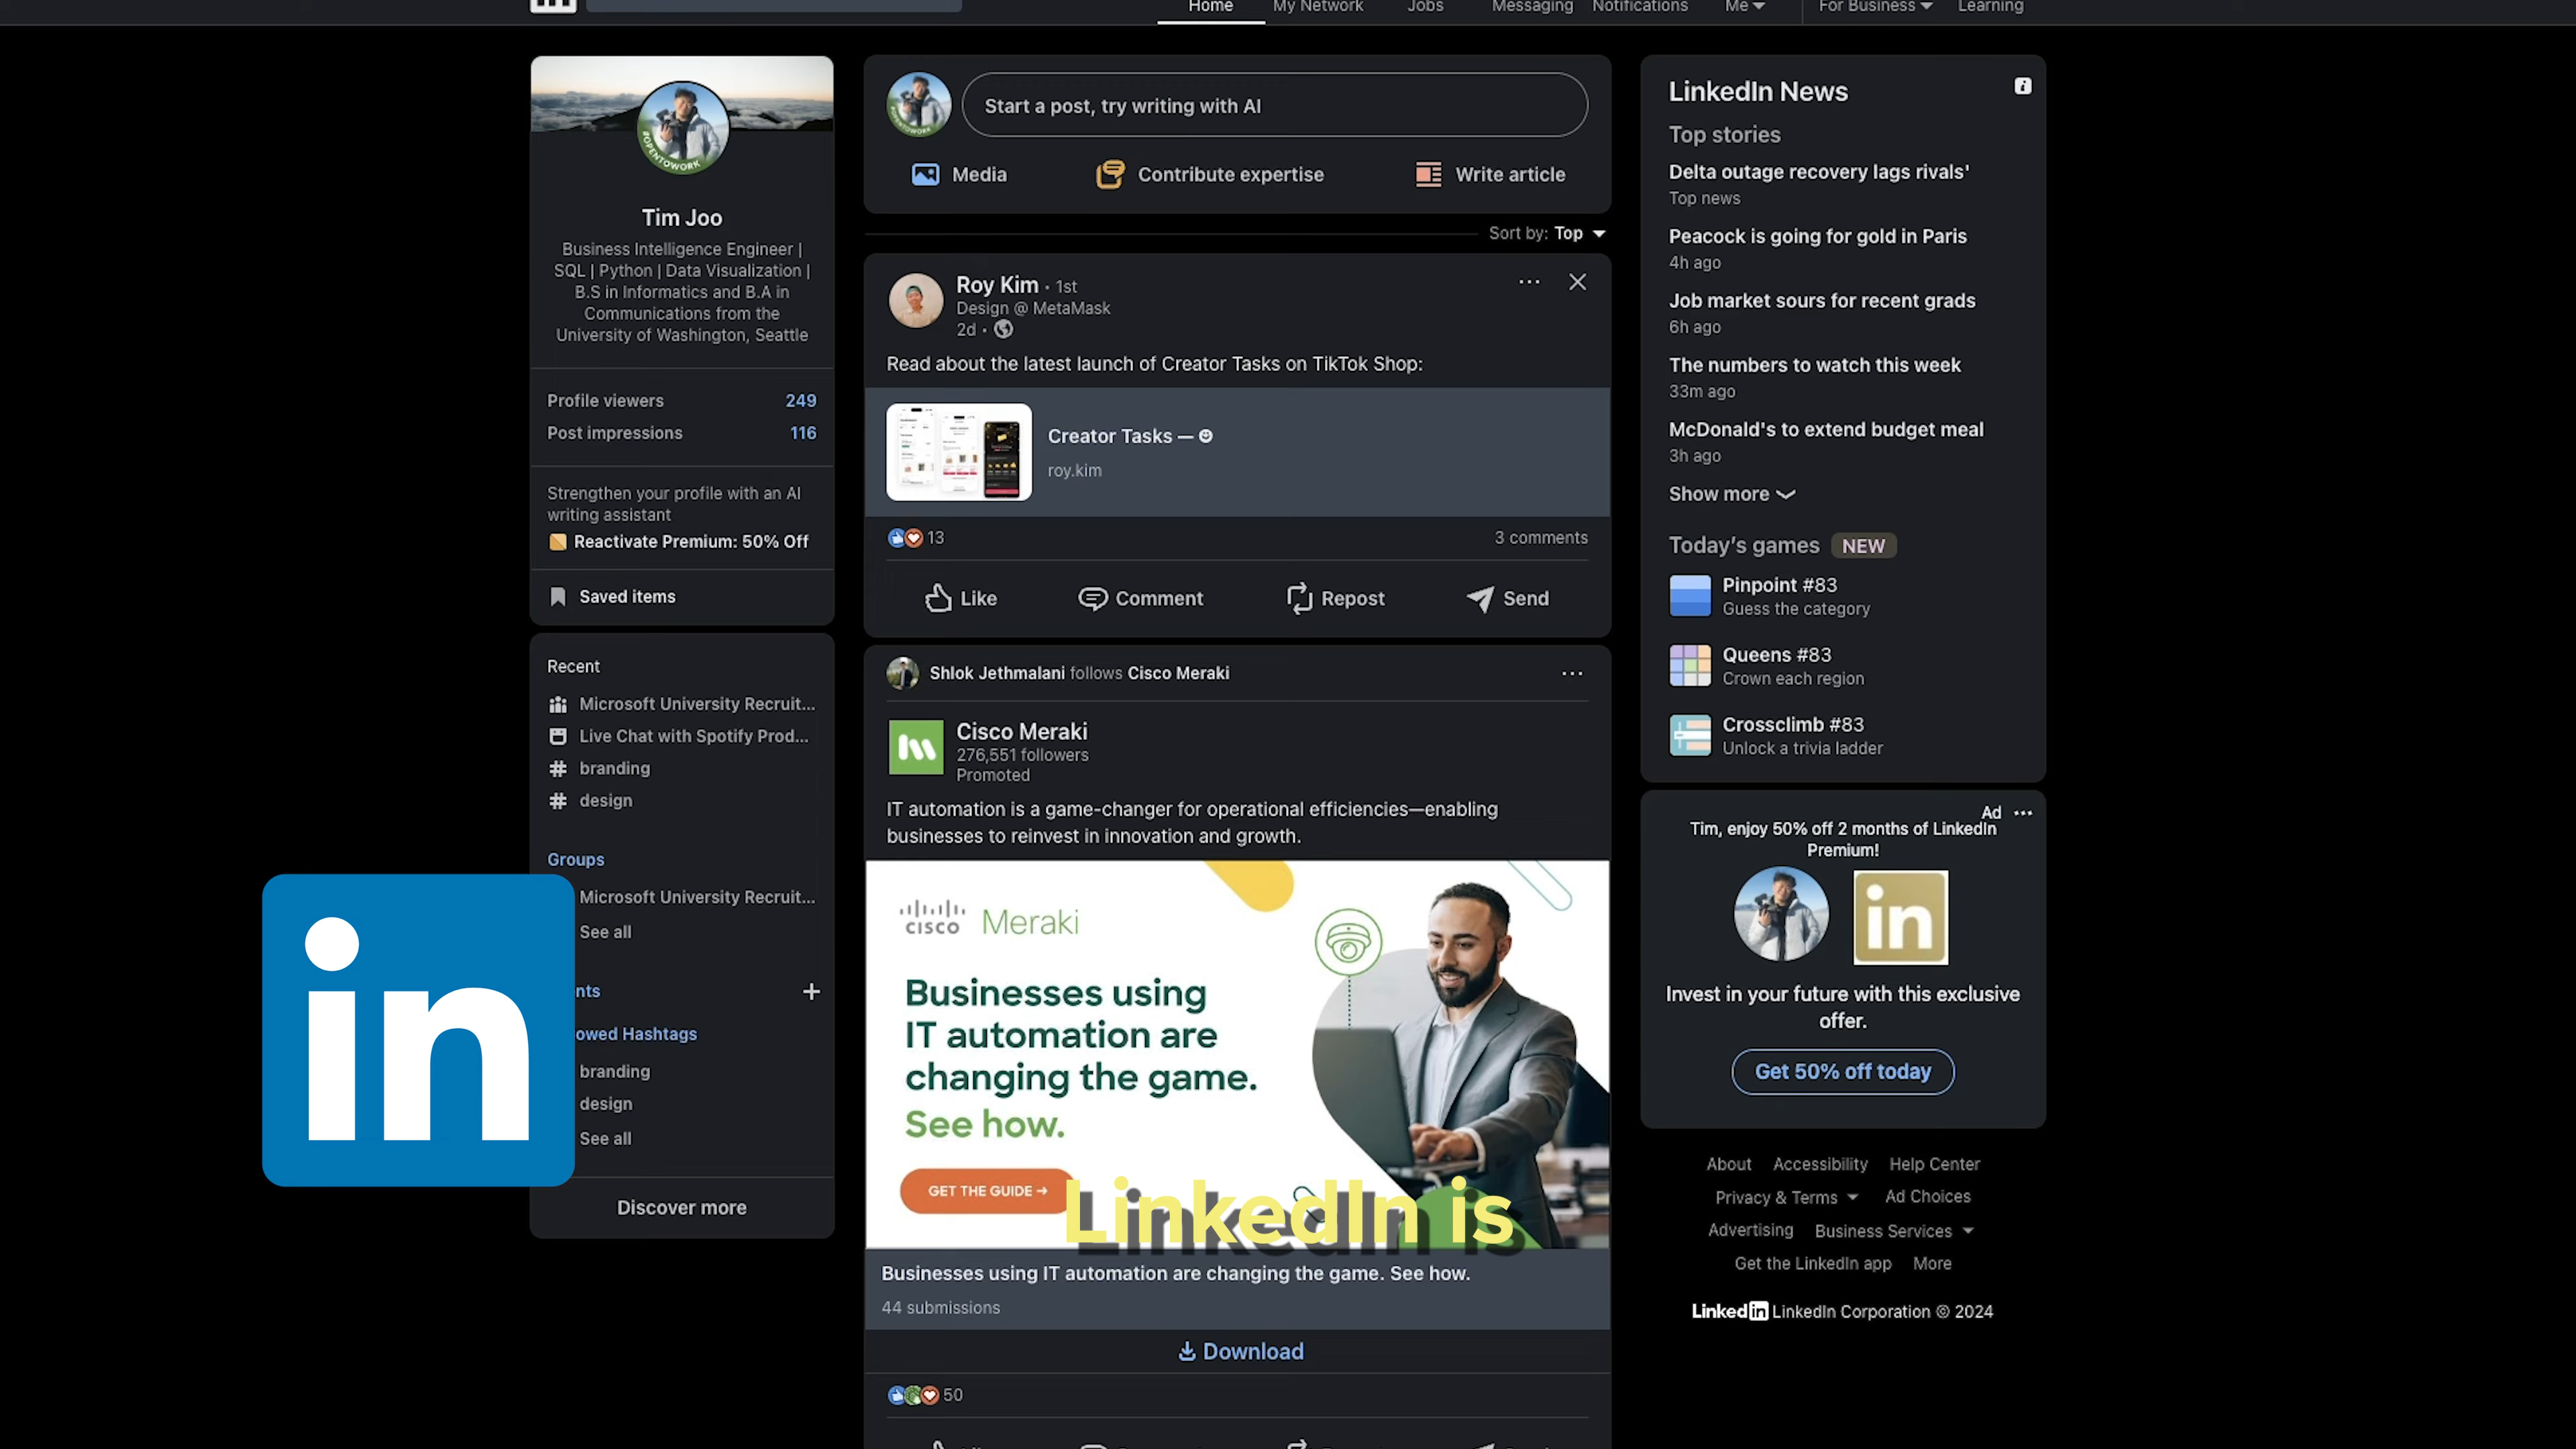 Home
My Network
Jobs
Messaging
Notifications
Me
For Business
Learning
#OPENTOWORK
Tim Joo
Business Intelligence Engineer |
SQL | Python | Data Visualization |
B.S in Informatics and B.A in
Communications from the
University of Washington, Seattle
Profile viewers 249
Post impressions 116
Strengthen your profile with an AI
writing assistant
Reactivate Premium: 50% Off
Saved items
Recent
Microsoft University Recruit...
Live Chat with Spotify Prod...
# branding
# design
Groups
Microsoft University Recruit...
See all
nts +
owed Hashtags
branding
design
See all
Discover more
in
Start a post, try writing with AI
Media
Contribute expertise
Write article
Sort by: Top
Roy Kim • 1st
Design @ MetaMask
2d •
Read about the latest launch of Creator Tasks on TikTok Shop:
Creator Tasks — ☻
roy.kim
13
3 comments
Like
Comment
Repost
Send
Shlok Jethmalani follows Cisco Meraki
Cisco Meraki
276,551 followers
Promoted
IT automation is a game-changer for operational efficiencies—enabling
businesses to reinvest in innovation and growth.
CISCO Meraki
Businesses using
IT automation are
changing the game.
See how.
GET THE GUIDE →
LinkedIn is
Businesses using IT automation are changing the game. See how.
44 submissions
Download
50
LinkedIn News
Top stories
Delta outage recovery lags rivals'
Top news
Peacock is going for gold in Paris
4h ago
Job market sours for recent grads
6h ago
The numbers to watch this week
33m ago
McDonald's to extend budget meal
3h ago
Show more
Today’s games NEW
Pinpoint #83
Guess the category
Queens #83
Crown each region
Crossclimb #83
Unlock a trivia ladder
Ad ...
Tim, enjoy 50% off 2 months of LinkedIn
Premium!
in
Invest in your future with this exclusive
offer.
Get 50% off today
About Accessibility Help Center
Privacy & Terms Ad Choices
Advertising Business Services
Get the LinkedIn app More
Linkedin LinkedIn Corporation © 2024